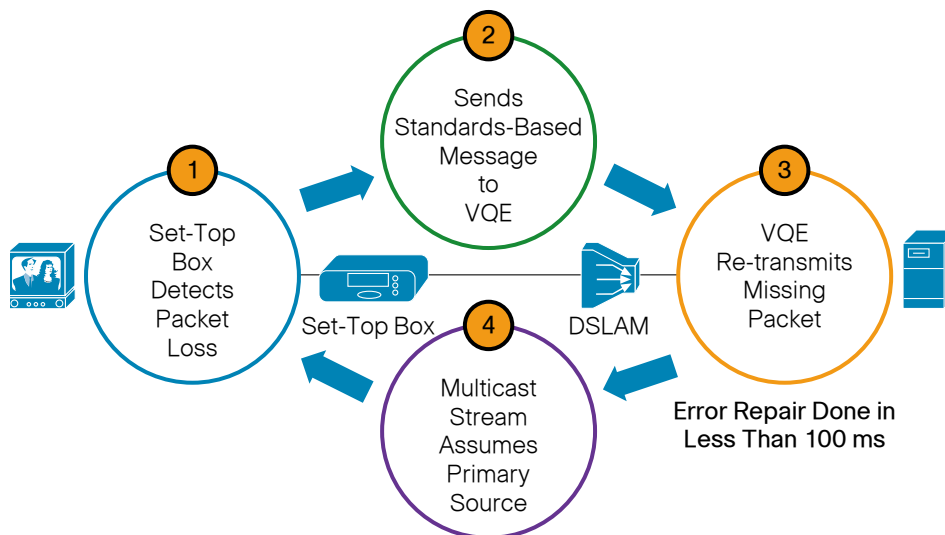 1
Set-Top
Box
Detects
Packet
Loss
2
Sends
Standards-Based
Message
to
VQE
3
VQE
Re-transmits
Missing
Packet
Set-Top Box
DSLAM
4
Multicast
Stream
Assumes
Primary
Source
Error Repair Done in
Less Than 100 ms